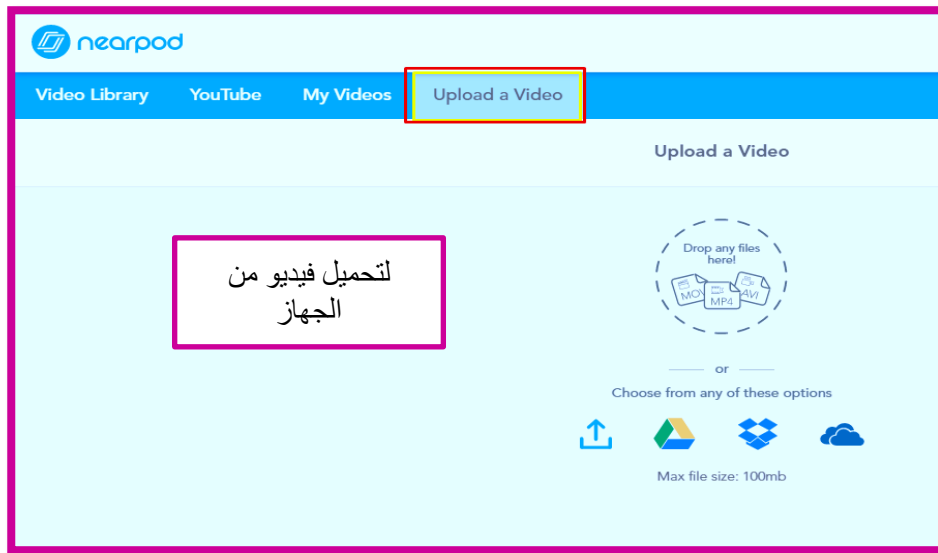 nearpod
Video Library YouTube My Videos Upload a Video
Upload a Video
لتحميل فيديو من
الجهاز
Drop any files
here!
MOV MP4 AVI
or
Choose from any of these options
Max file size: 100mb